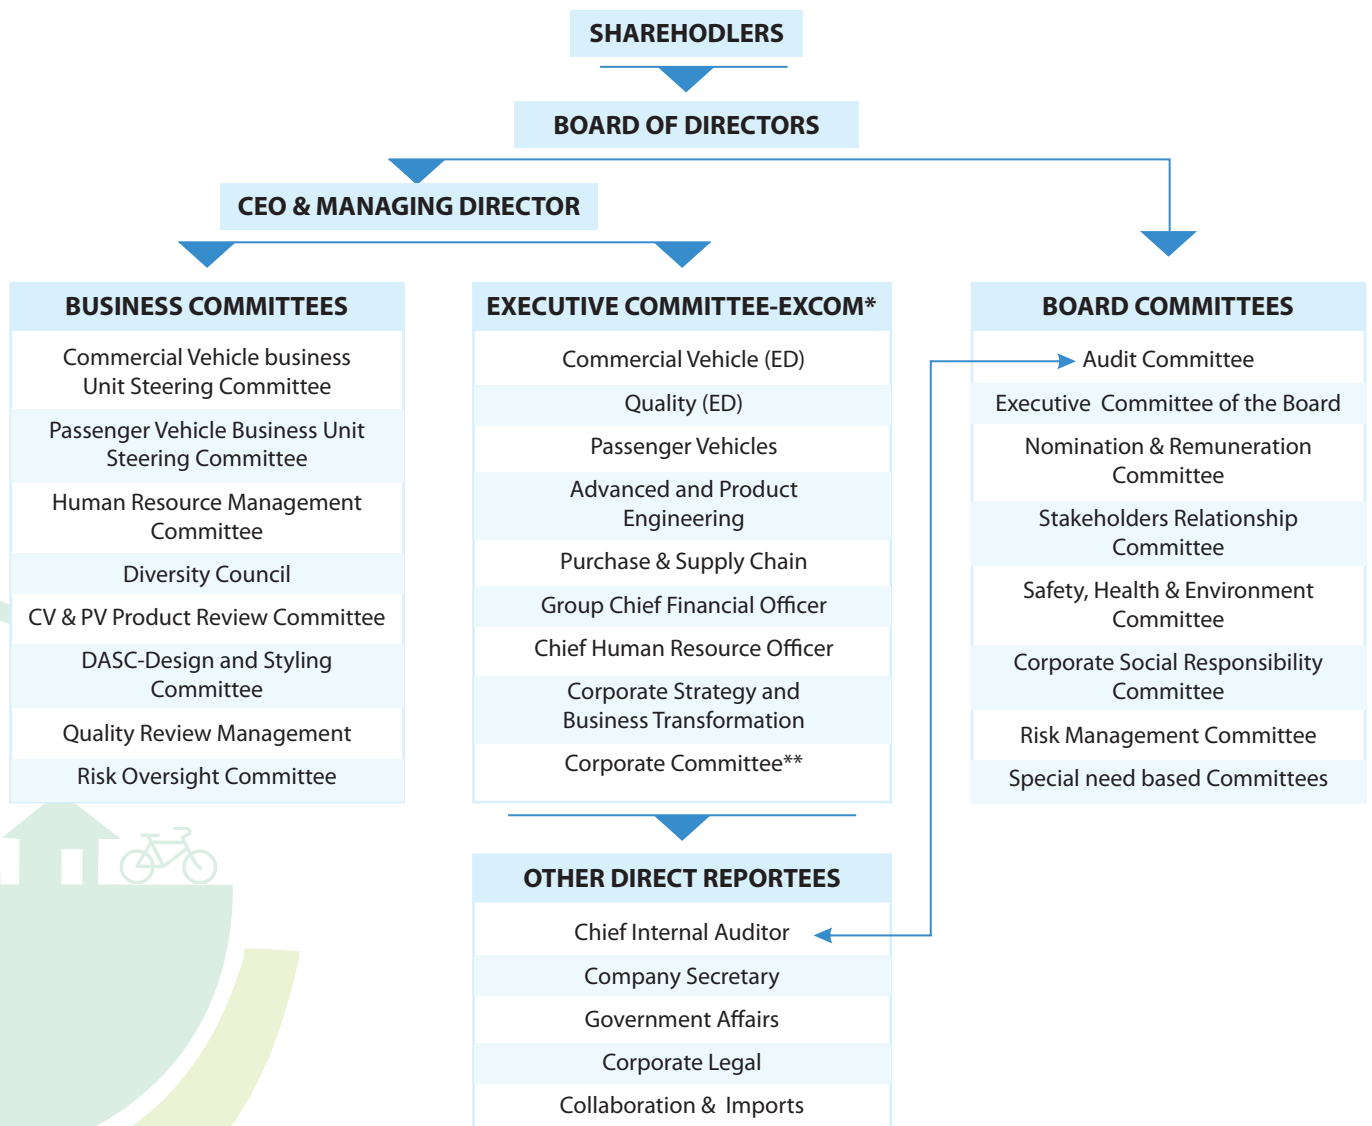 SHAREHODLERS
BOARD OF DIRECTORS
CEO & MANAGING DIRECTOR
BUSINESS COMMITTEES
Commercial Vehicle business
Unit Steering Committee
Passenger Vehicle Business Unit
Steering Committee
Human Resource Management
Committee
Diversity Council
CV & PV Product Review Committee
DASC-Design and Styling
Committee
Quality Review Management
Risk Oversight Committee
EXECUTIVE COMMITTEE-EXCOM*
Commercial Vehicle (ED)
Quality (ED)
Passenger Vehicles
Advanced and Product
Engineering
Purchase & Supply Chain
Group Chief Financial Officer
Chief Human Resource Officer
Corporate Strategy and
Business Transformation
Corporate Committee**
BOARD COMMITTEES
Audit Committee
Executive Committee of the Board
Nomination & Remuneration
Committee
Stakeholders Relationship
Committee
Safety, Health & Environment
Committee
Corporate Social Responsibility
Committee
Risk Management Committee
Special need based Committees
OTHER DIRECT REPORTEES
Chief Internal Auditor
Company Secretary
Government Affairs
Corporate Legal
Collaboration & Imports